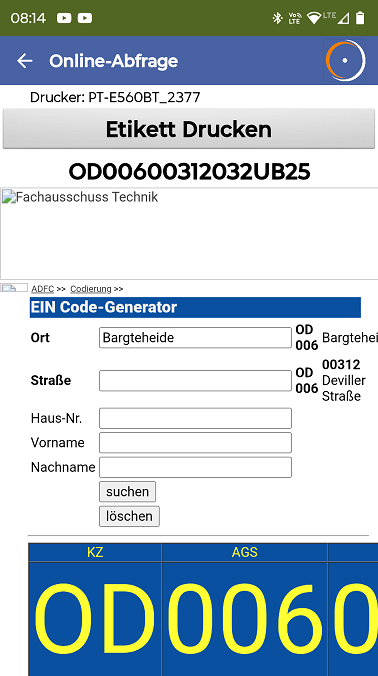 08:14
Vo)) LTE LTE
Online-Abfrage
Drucker: PT-E560BT_2377
Etikett Drucken
OD00600312032UB25
Fachausschuss Technik
ADFC >> Codierung >>
EIN Code-Generator
Ort Bargteheide OD 006 Bargtehei
Straße OD 006 00312 Deviller Straße
Haus-Nr.
Vorname
Nachname
suchen
löschen
KZ AGS
OD 006 0